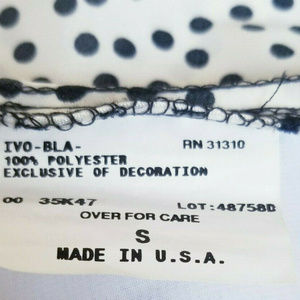 IVO-BLA- RN 31310
100% POLYESTER
EXCLUSIVE OF DECORATION
00 35K47 LOT:48758D
OVER FOR CARE
S
MADE IN U.S.A.